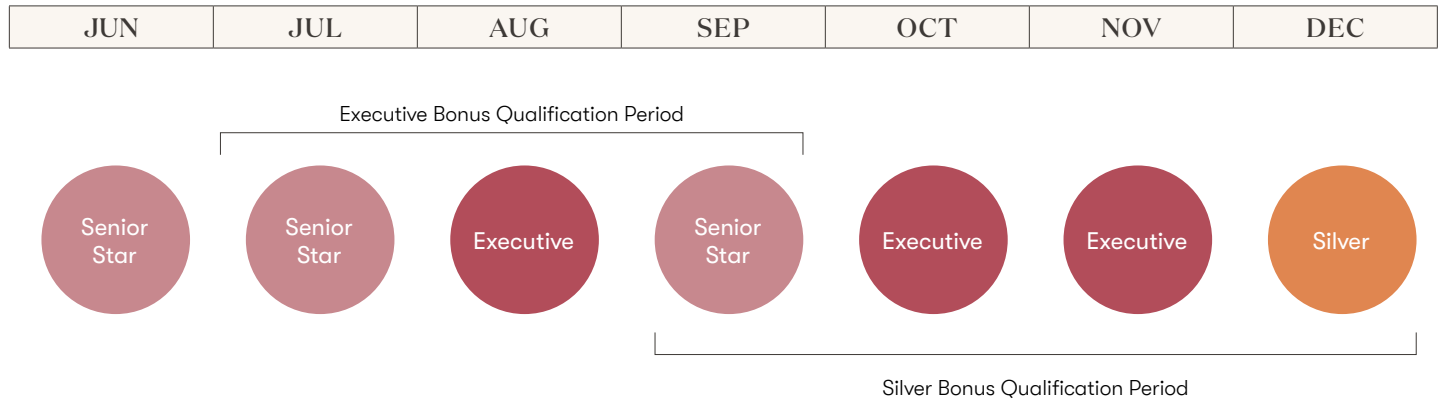 JUN JUL AUG SEP OCT NOV DEC
Executive Bonus Qualification Period
Senior
Star
Senior
Star
Executive
Senior
Star
Executive
Executive
Silver
Silver Bonus Qualification Period